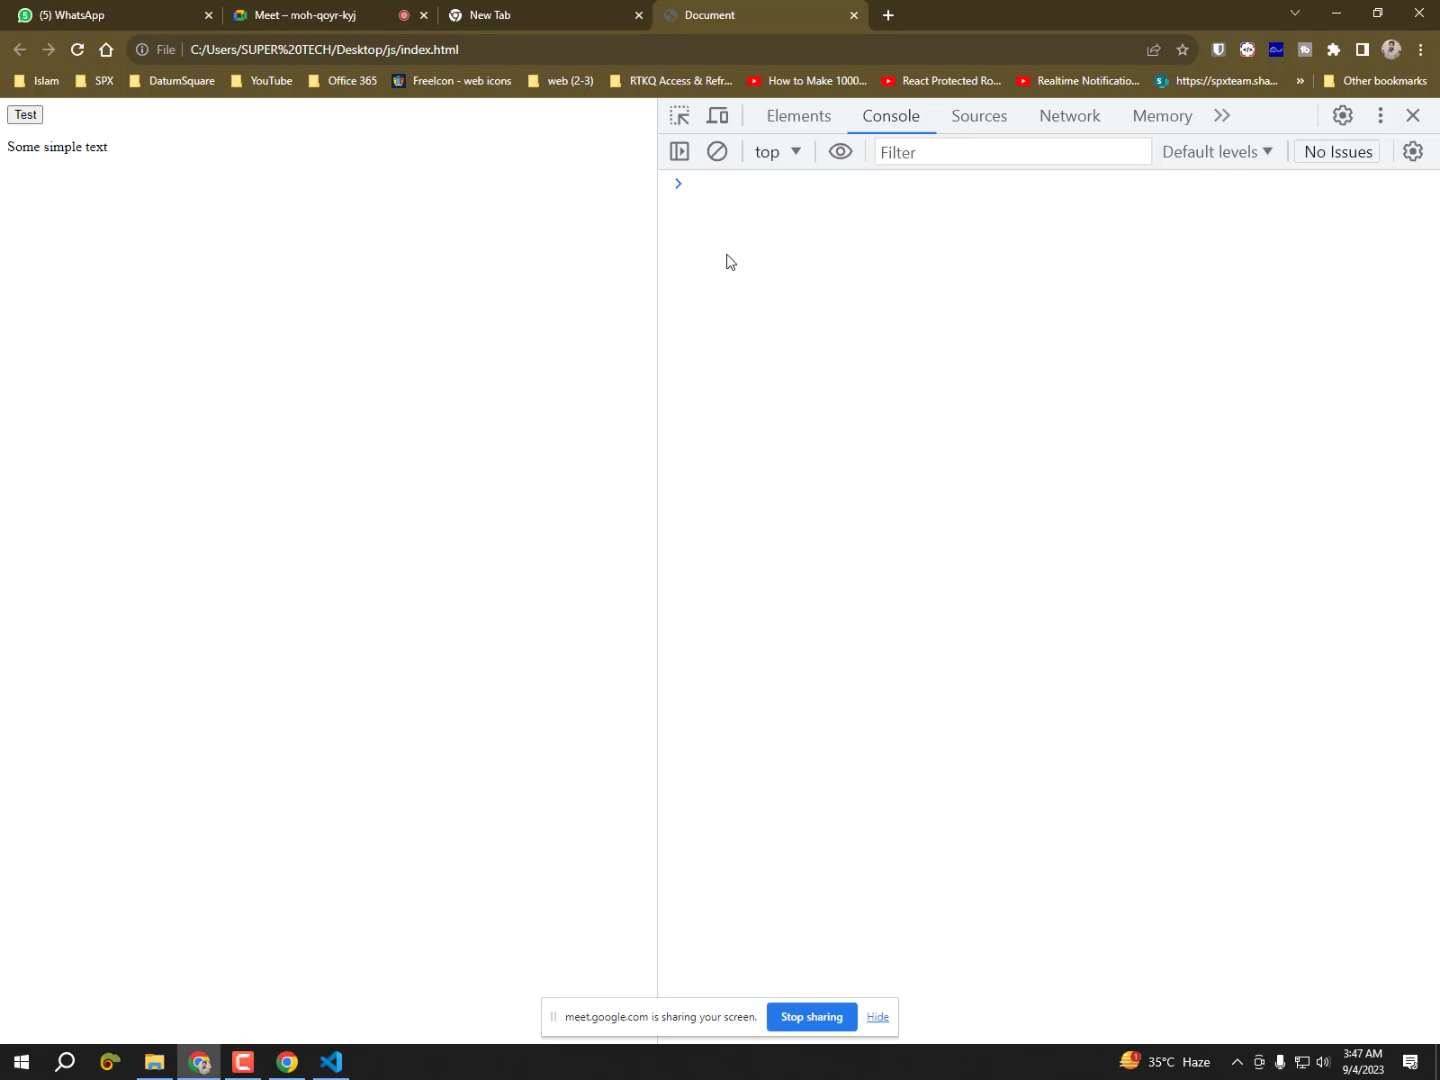 (5) WhatsApp
Meet – moh-qoyr-kyj
New Tab
Document
File
C:/Users/SUPER%20TECH/Desktop/js/index.html
Islam
SPX
DatumSquare
YouTube
Office 365
FreeIcon - web icons
web (2-3)
RTKQ Access & Refr...
How to Make 1000...
React Protected Ro...
Realtime Notificatio...
https://spxteam.sha...
»
Other bookmarks
Test
Some simple text
Elements
Console
Sources
Network
Memory
top
Filter
Default levels
No Issues
meet.google.com is sharing your screen.
Stop sharing
Hide
35°C Haze
3:47 AM
9/4/2023